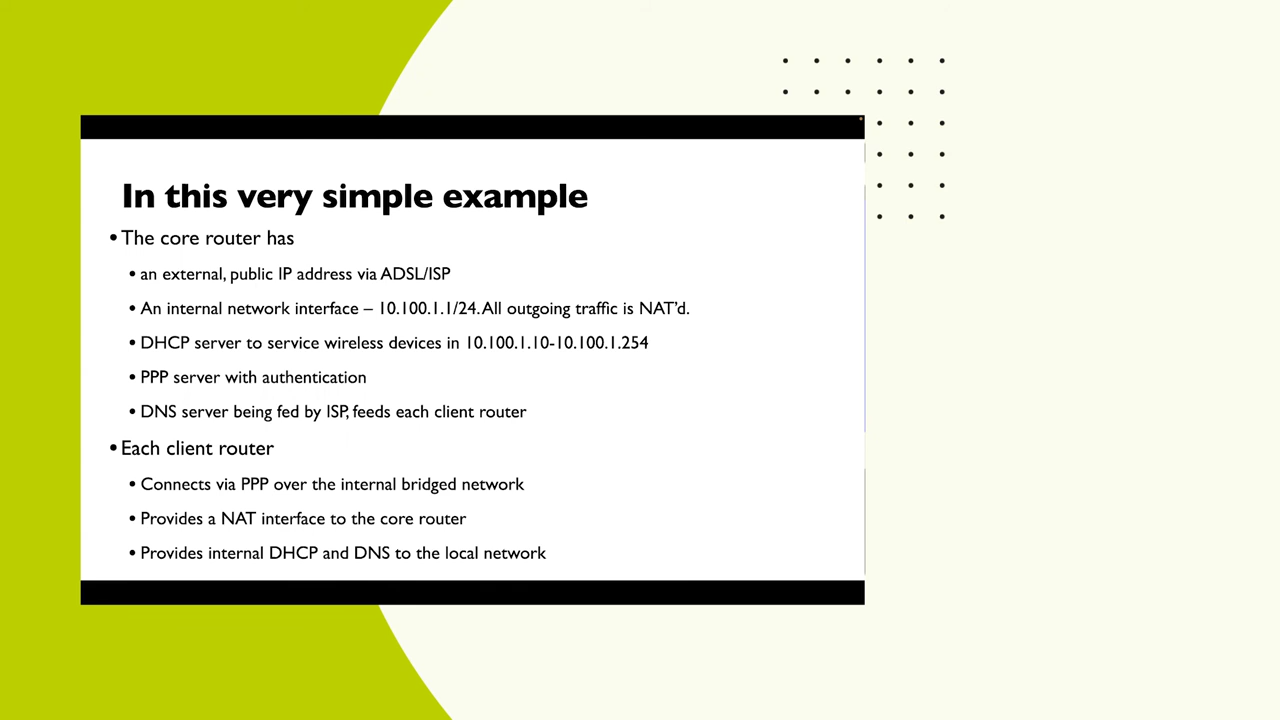 In this very simple example
•The core router has
• an external, public IP address via ADSL/ISP
• An internal network interface – 10.100.1.1/24. All outgoing traffic is NAT'd.
• DHCP server to service wireless devices in 10.100.1.10-10.100.1.254
• PPP server with authentication
• DNS server being fed by ISP, feeds each client router
•Each client router
• Connects via PPP over the internal bridged network
• Provides a NAT interface to the core router
• Provides internal DHCP and DNS to the local network